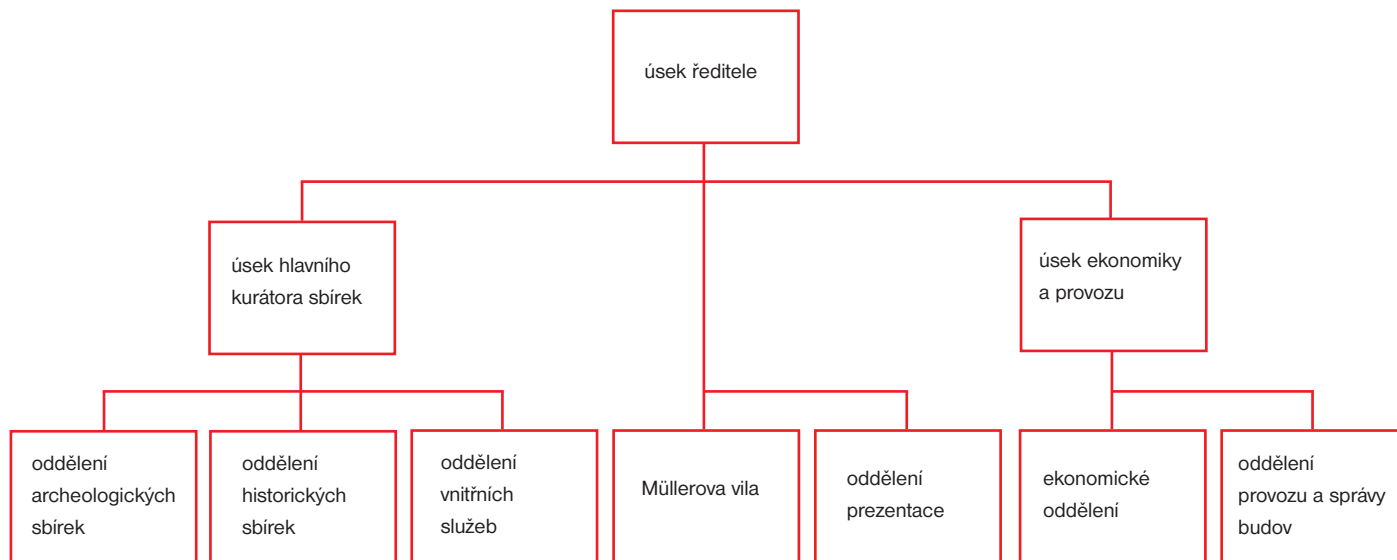 úsek ředitele
úsek hlavního
kurátora sbírek
úsek ekonomiky
a provozu
oddělení
archeologických
sbírek
oddělení
historických
sbírek
oddělení
vnitřních
služeb
Müllerova vila
oddělení
prezentace
ekonomické
oddělení
oddělení
provozu a správy
budov